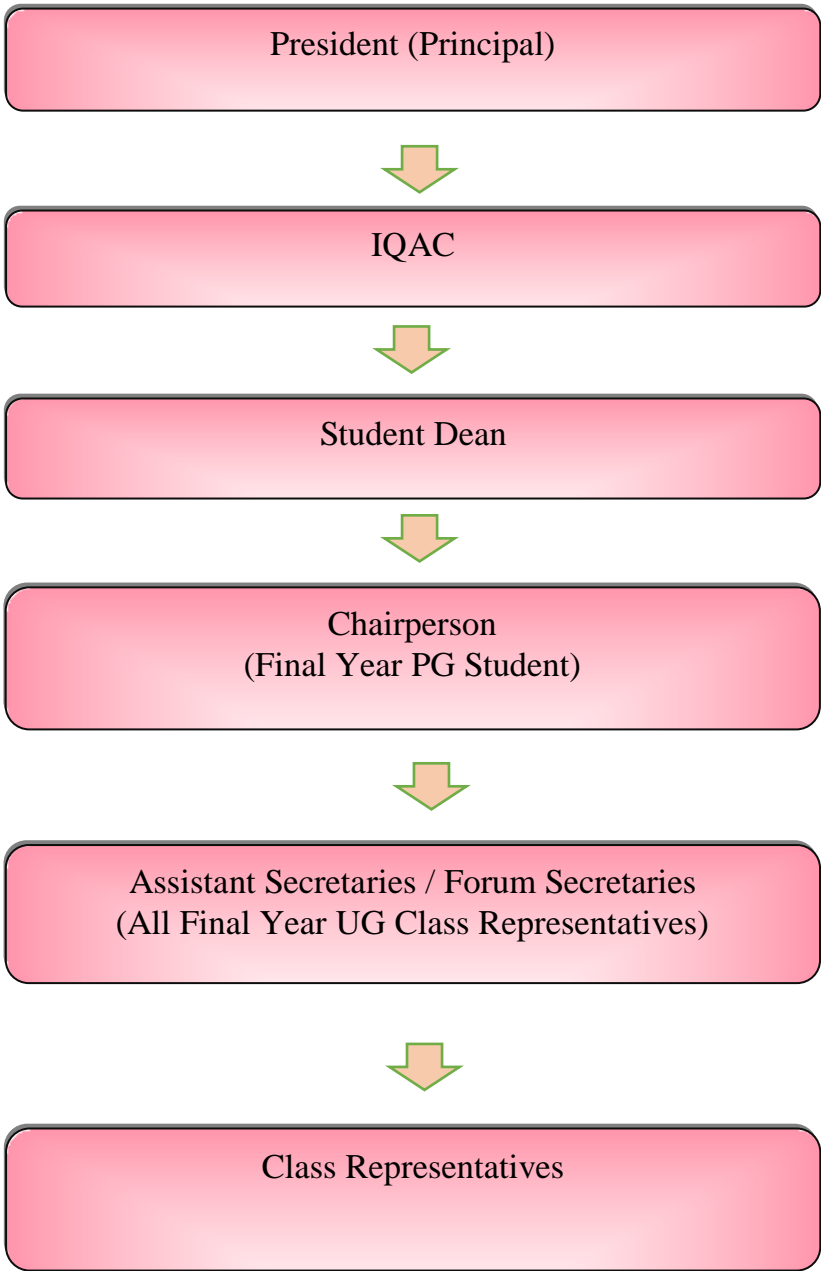 President (Principal)
IQAC
Student Dean
Chairperson
(Final Year PG Student)
Assistant Secretaries / Forum Secretaries
(All Final Year UG Class Representatives)
Class Representatives